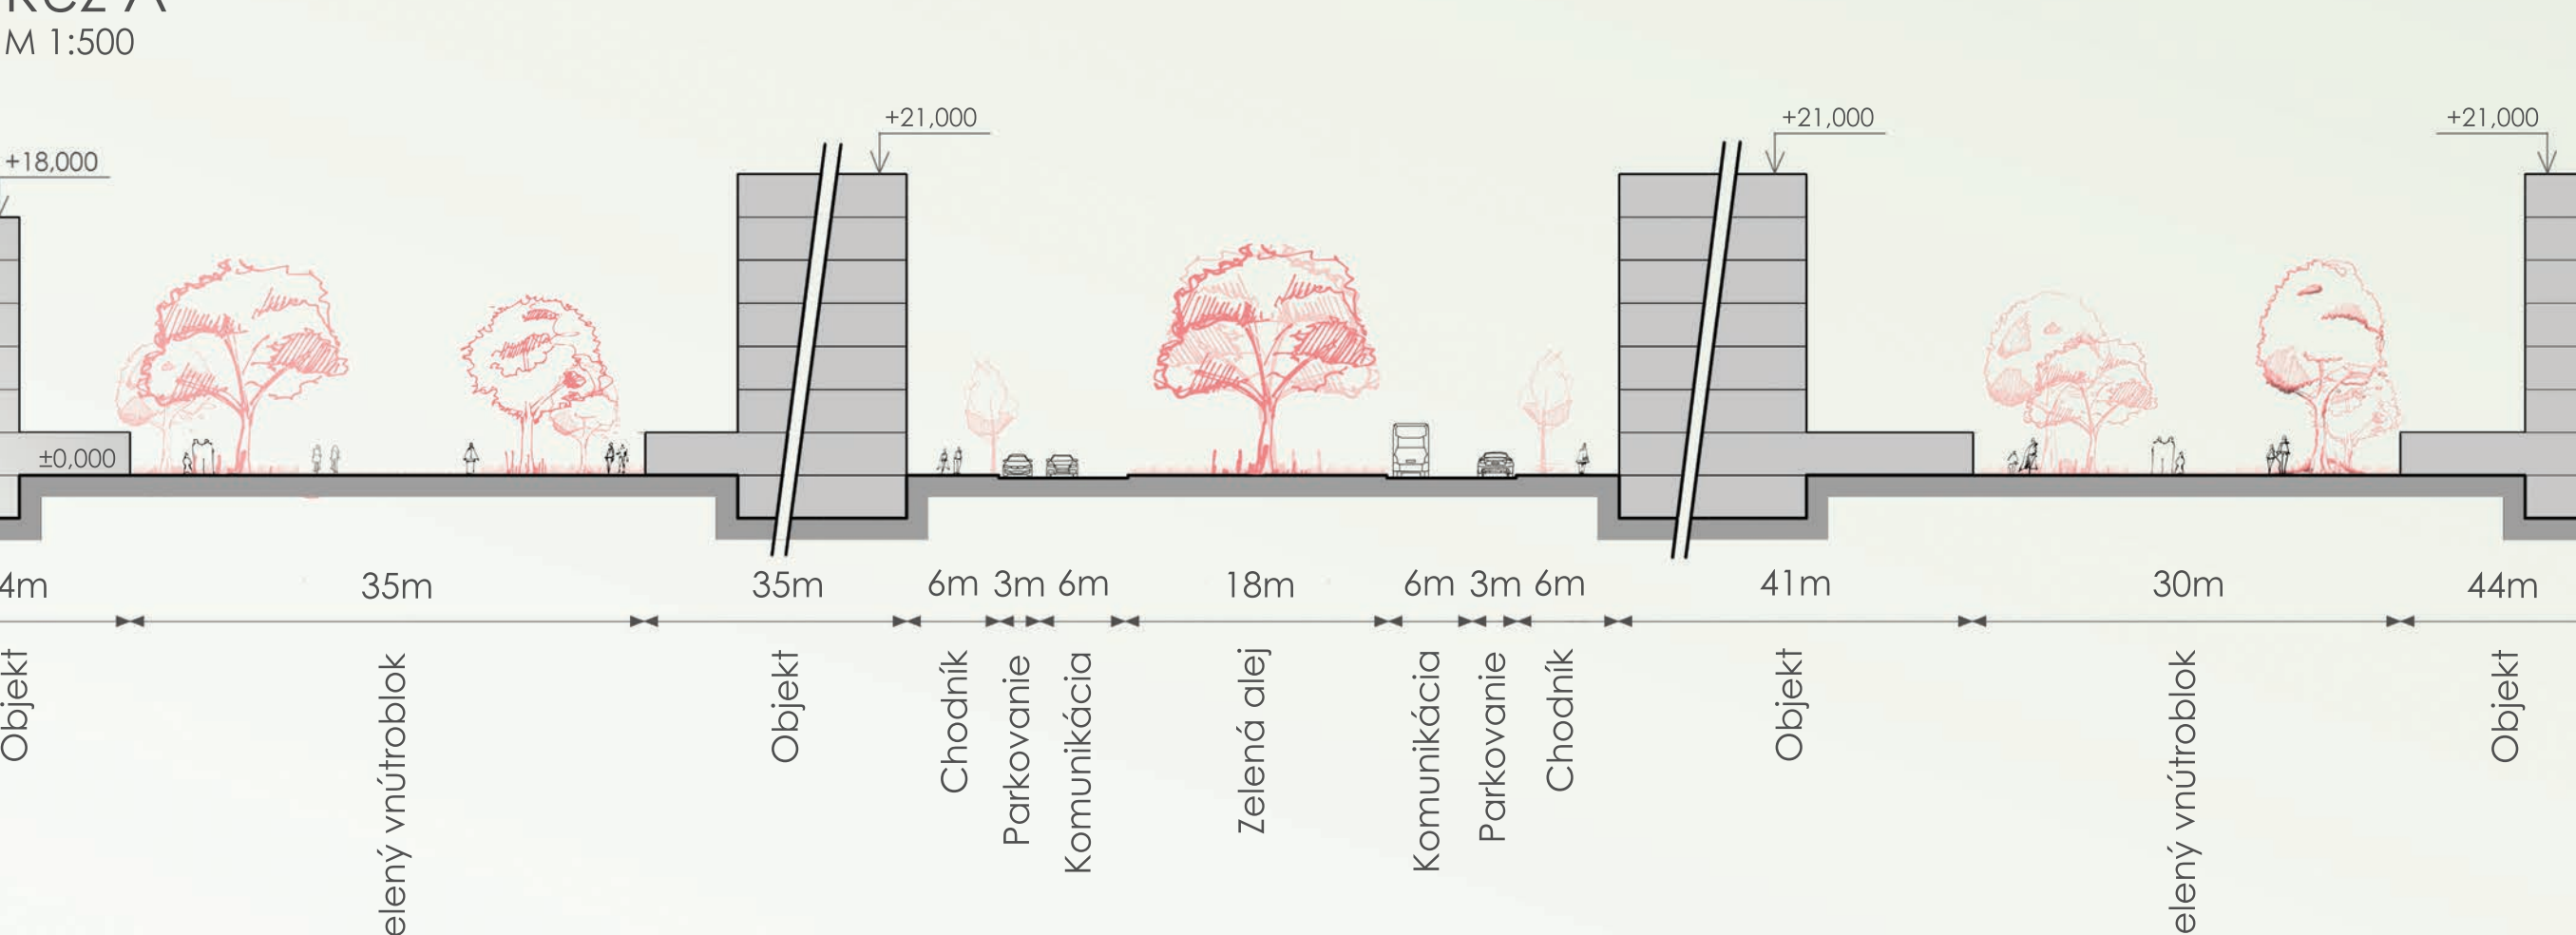 M 1:500
+21,000
+21,000
+21,000
+18,000
±0,000
4m 35m 35m 6m 3m 6m 18m 6m 3m 6m 41m 30m 44m
Objekt
elený vnútroblok
Objekt
Chodník
Parkovanie
Komunikácia
Zelená alej
Komunikácia
Parkovanie
Chodník
Objekt
elený vnútroblok
Objekt